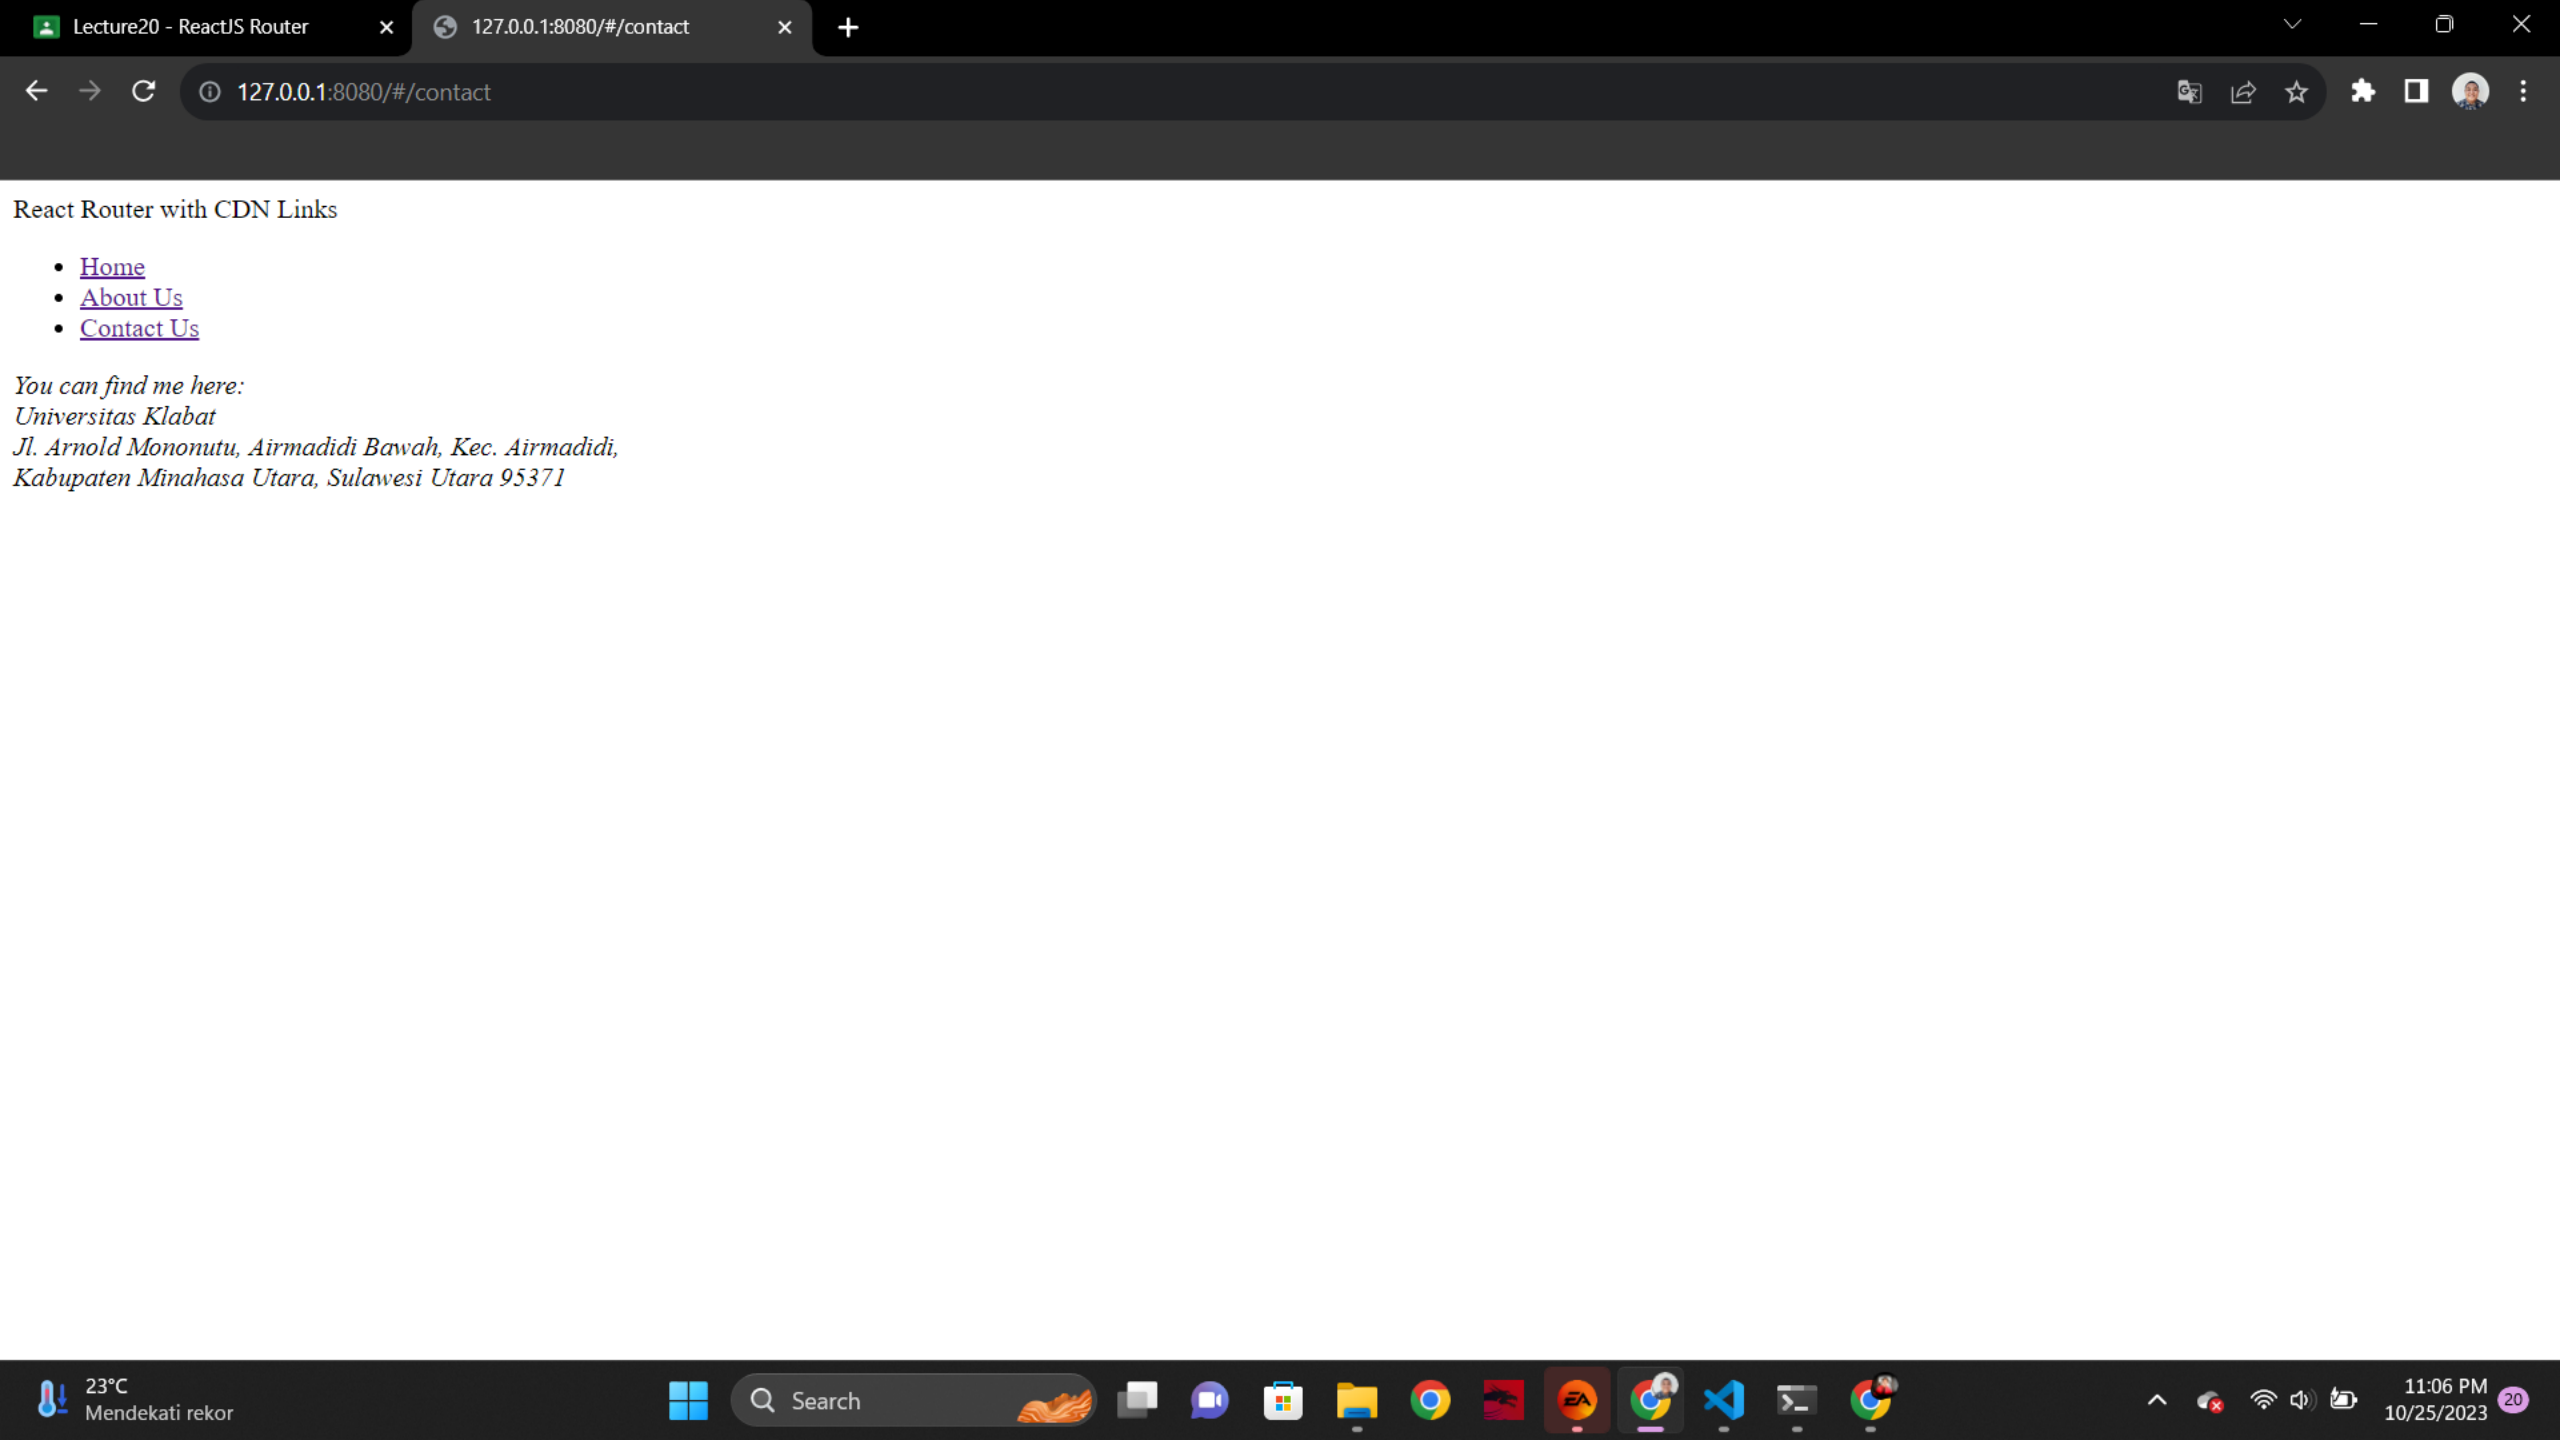 Lecture20 - ReactJS Router
127.0.0.1:8080/#/contact
127.0.0.1:8080/#/contact
React Router with CDN Links
Home
About Us
Contact Us
You can find me here:
Universitas Klabat
Jl. Arnold Mononutu, Airmadidi Bawah, Kec. Airmadidi,
Kabupaten Minahasa Utara, Sulawesi Utara 95371
23°C
Mendekati rekor
Search
EA
11:06 PM
10/25/2023
20